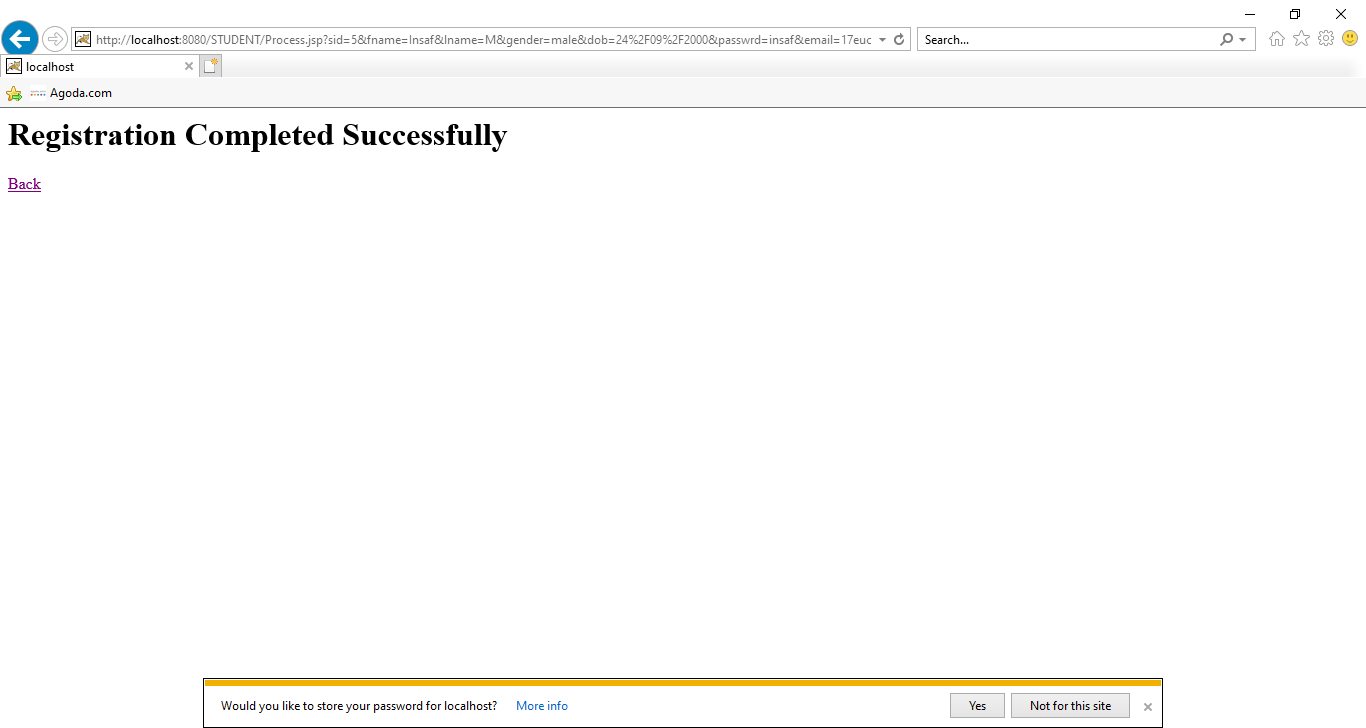 http://localhost:8080/STUDENT/Process.jsp?sid=5&fname=Insaf&lname=M&gender=male&dob=24%2F09%2F2000&passwrd=insaf&email=17euc
Search...
localhost
Agoda.com
Registration Completed Successfully
Back
Would you like to store your password for localhost? More info Yes Not for this site